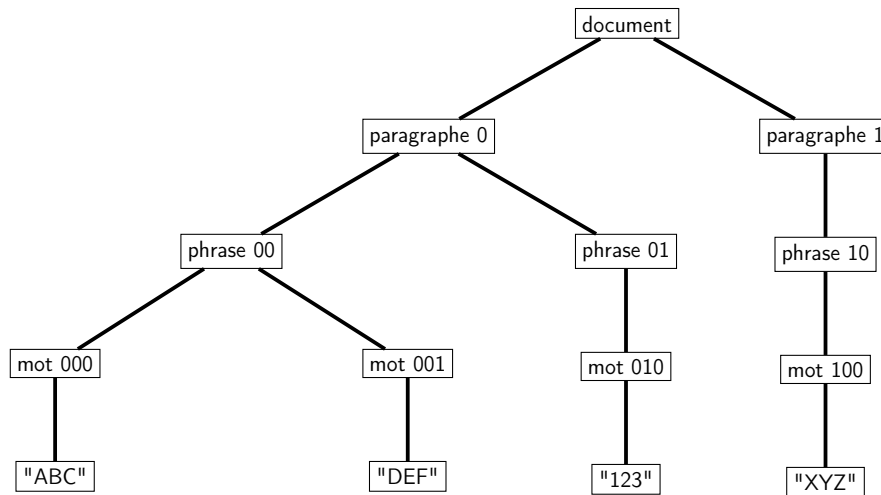 document
paragraphe 0
paragraphe 1
phrase 00
phrase 01
phrase 10
mot 000
mot 001
mot 010
mot 100
"ABC"
"DEF"
"123"
"XYZ"